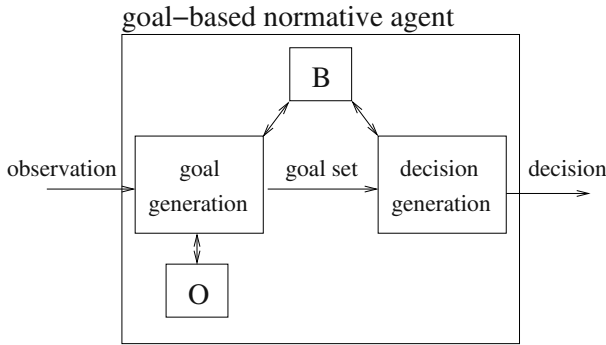 goal−based normative agent
B
observation
goal
generation
goal set
decision
generation
decision
O